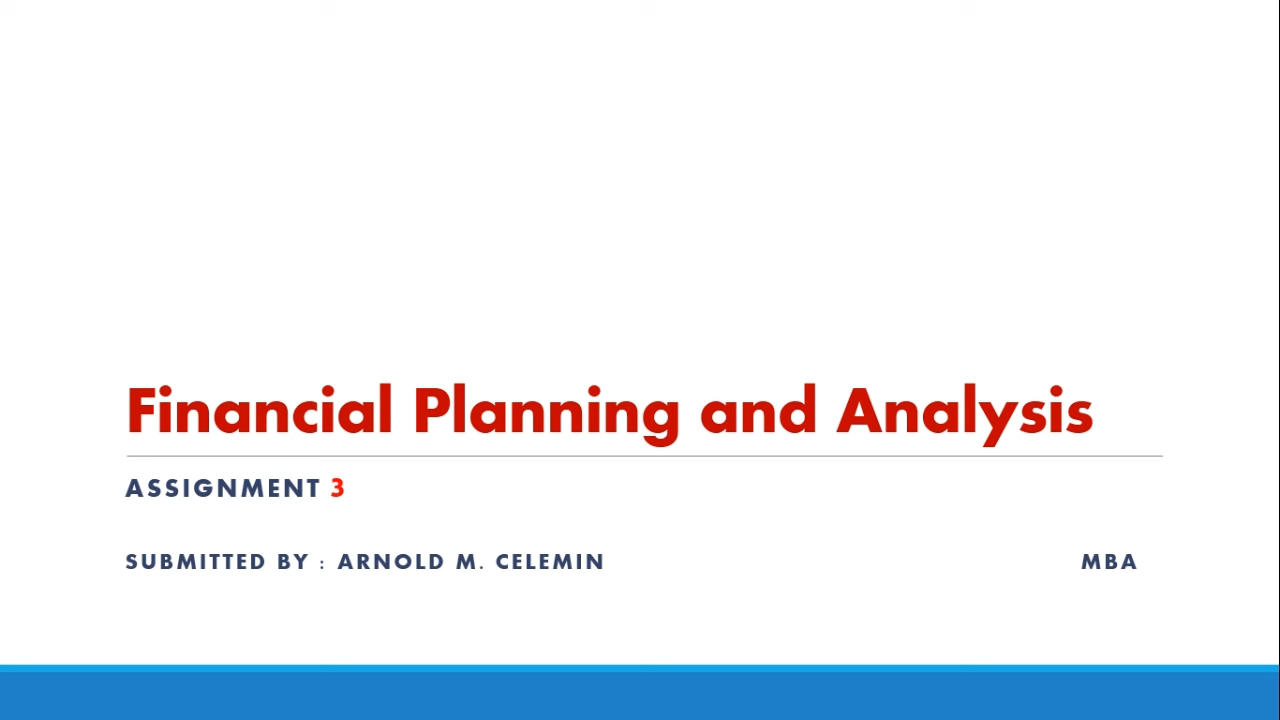 Financial Planning and Analysis
ASSIGNMENT 3
SUBMITTED BY : ARNOLD M. CELEMIN MBA